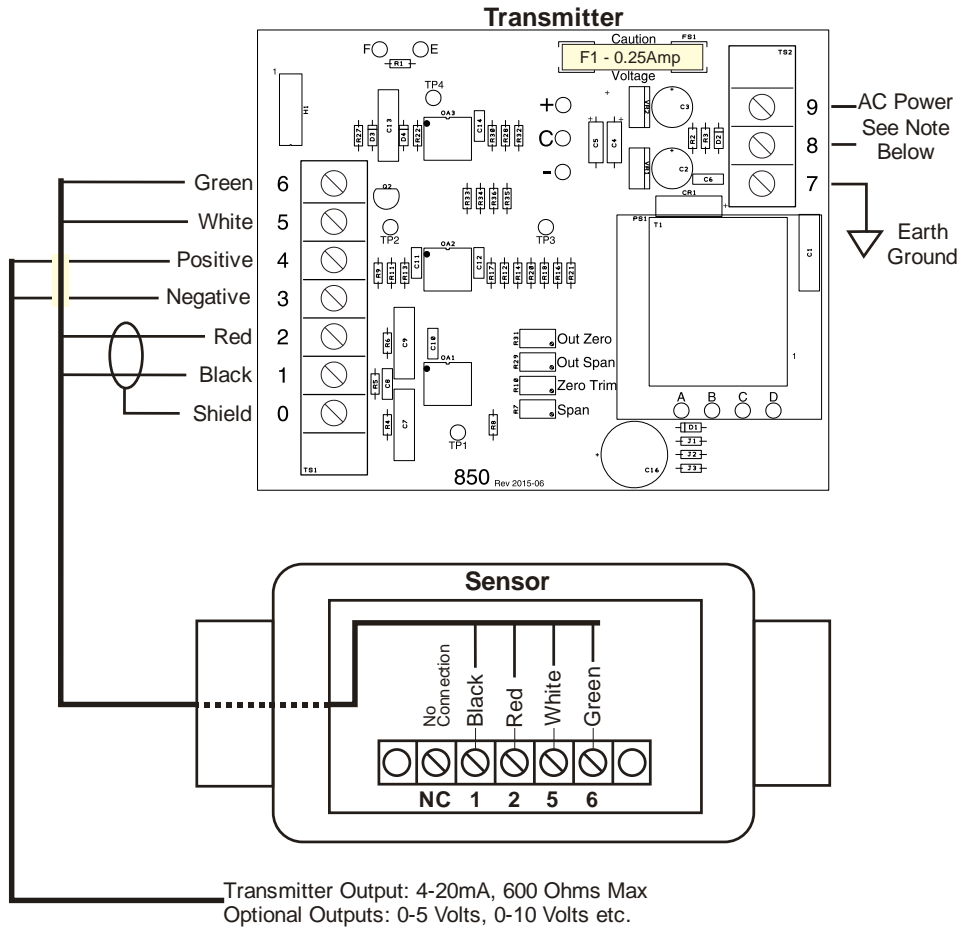 Transmitter
Caution
FS1
F1 - 0.25Amp
Voltage
TS2
F E
R1
TP4
1
H1
R27 D3 C13 D4 R22
OA3
C14
R30 R28 R32
+
C
-
C5 C4
VR2
C3
VR1
C2
R2 R3 D2
C6
CR1
9 AC Power
8 See Note
Below
7
Earth
Ground
Green 6
White 5
Positive 4
Negative 3
Red 2
Black 1
Shield 0
TS1
Q2
TP2
R33 R34 R36 R35
TP3
OA2
R9 R11 R13 C11
C12
R17 R12 R14 R20 R18 R16 R21
PS1
T1
C1
1
R6 C9 C10
OA1
R5 C8
R4 C7
R31 Out Zero
R29 Out Span
R10 Zero Trim
R7 Span
R8
TP1
A B C D
D1
J1
J2
J3
C16
850 Rev 2015-06
Sensor
No
Connection
Black
Red
White
Green
NC 1 2 5 6
Transmitter Output: 4-20mA, 600 Ohms Max
Optional Outputs: 0-5 Volts, 0-10 Volts etc.